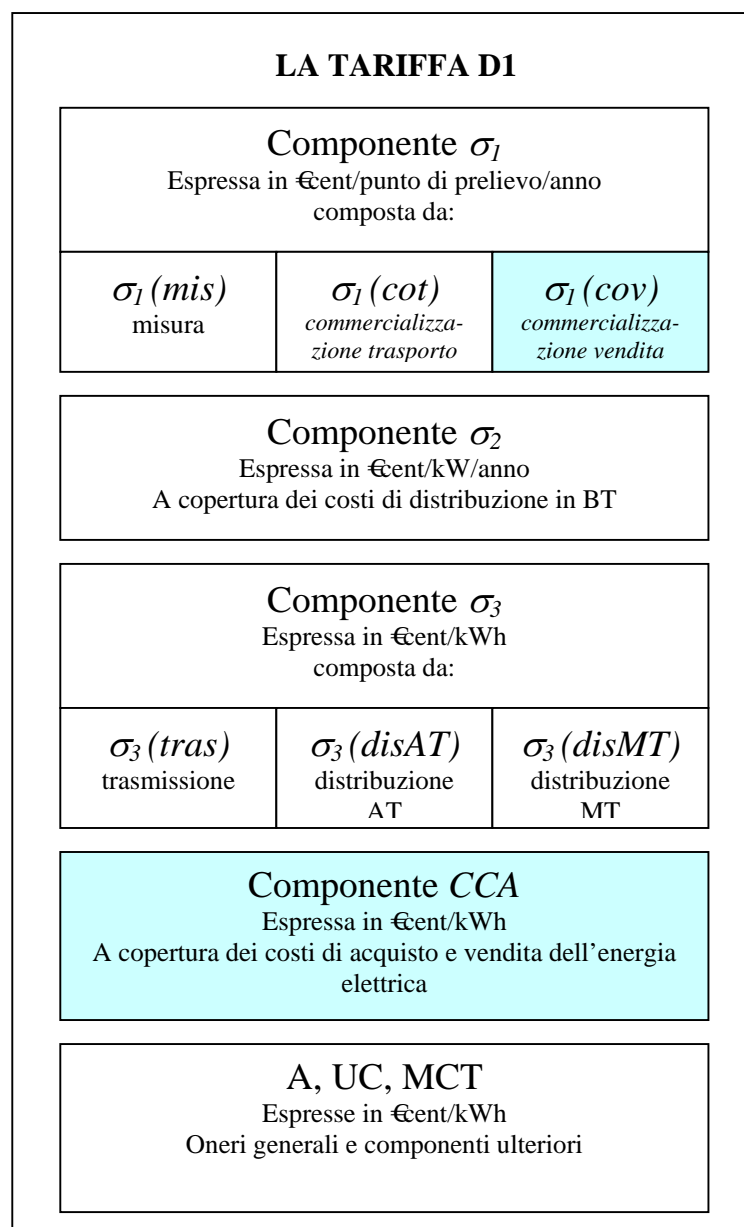 LA TARIFFA D1
Componente σ1
Espressa in €cent/punto di prelievo/anno
composta da:
σ1 (mis)
misura
σ1 (cot)
commercializza-
zione trasporto
σ1 (cov)
commercializza-
zione vendita
Componente σ2
Espressa in €cent/kW/anno
A copertura dei costi di distribuzione in BT
Componente σ3
Espressa in €cent/kWh
composta da:
σ3 (tras)
trasmissione
σ3 (disAT)
distribuzione
AT
σ3 (disMT)
distribuzione
MT
Componente CCA
Espressa in €cent/kWh
A copertura dei costi di acquisto e vendita dell’energia
elettrica
A, UC, MCT
Espresse in €cent/kWh
Oneri generali e componenti ulteriori